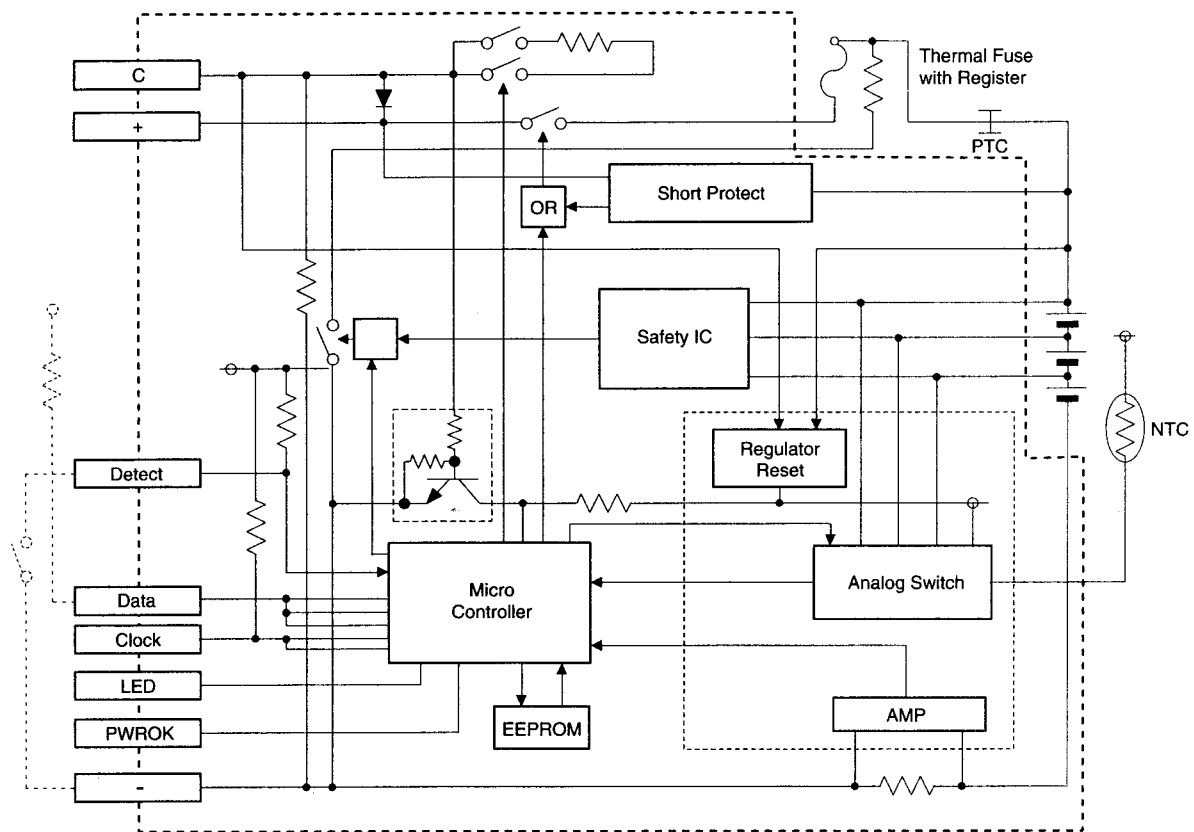 C
Thermal Fuse
with Register
+
PTC
Short Protect
OR
Safety IC
NTC
Regulator
Reset
Detect
Analog Switch
Micro
Controller
Data
Clock
LED
AMP
EEPROM
PWROK
-